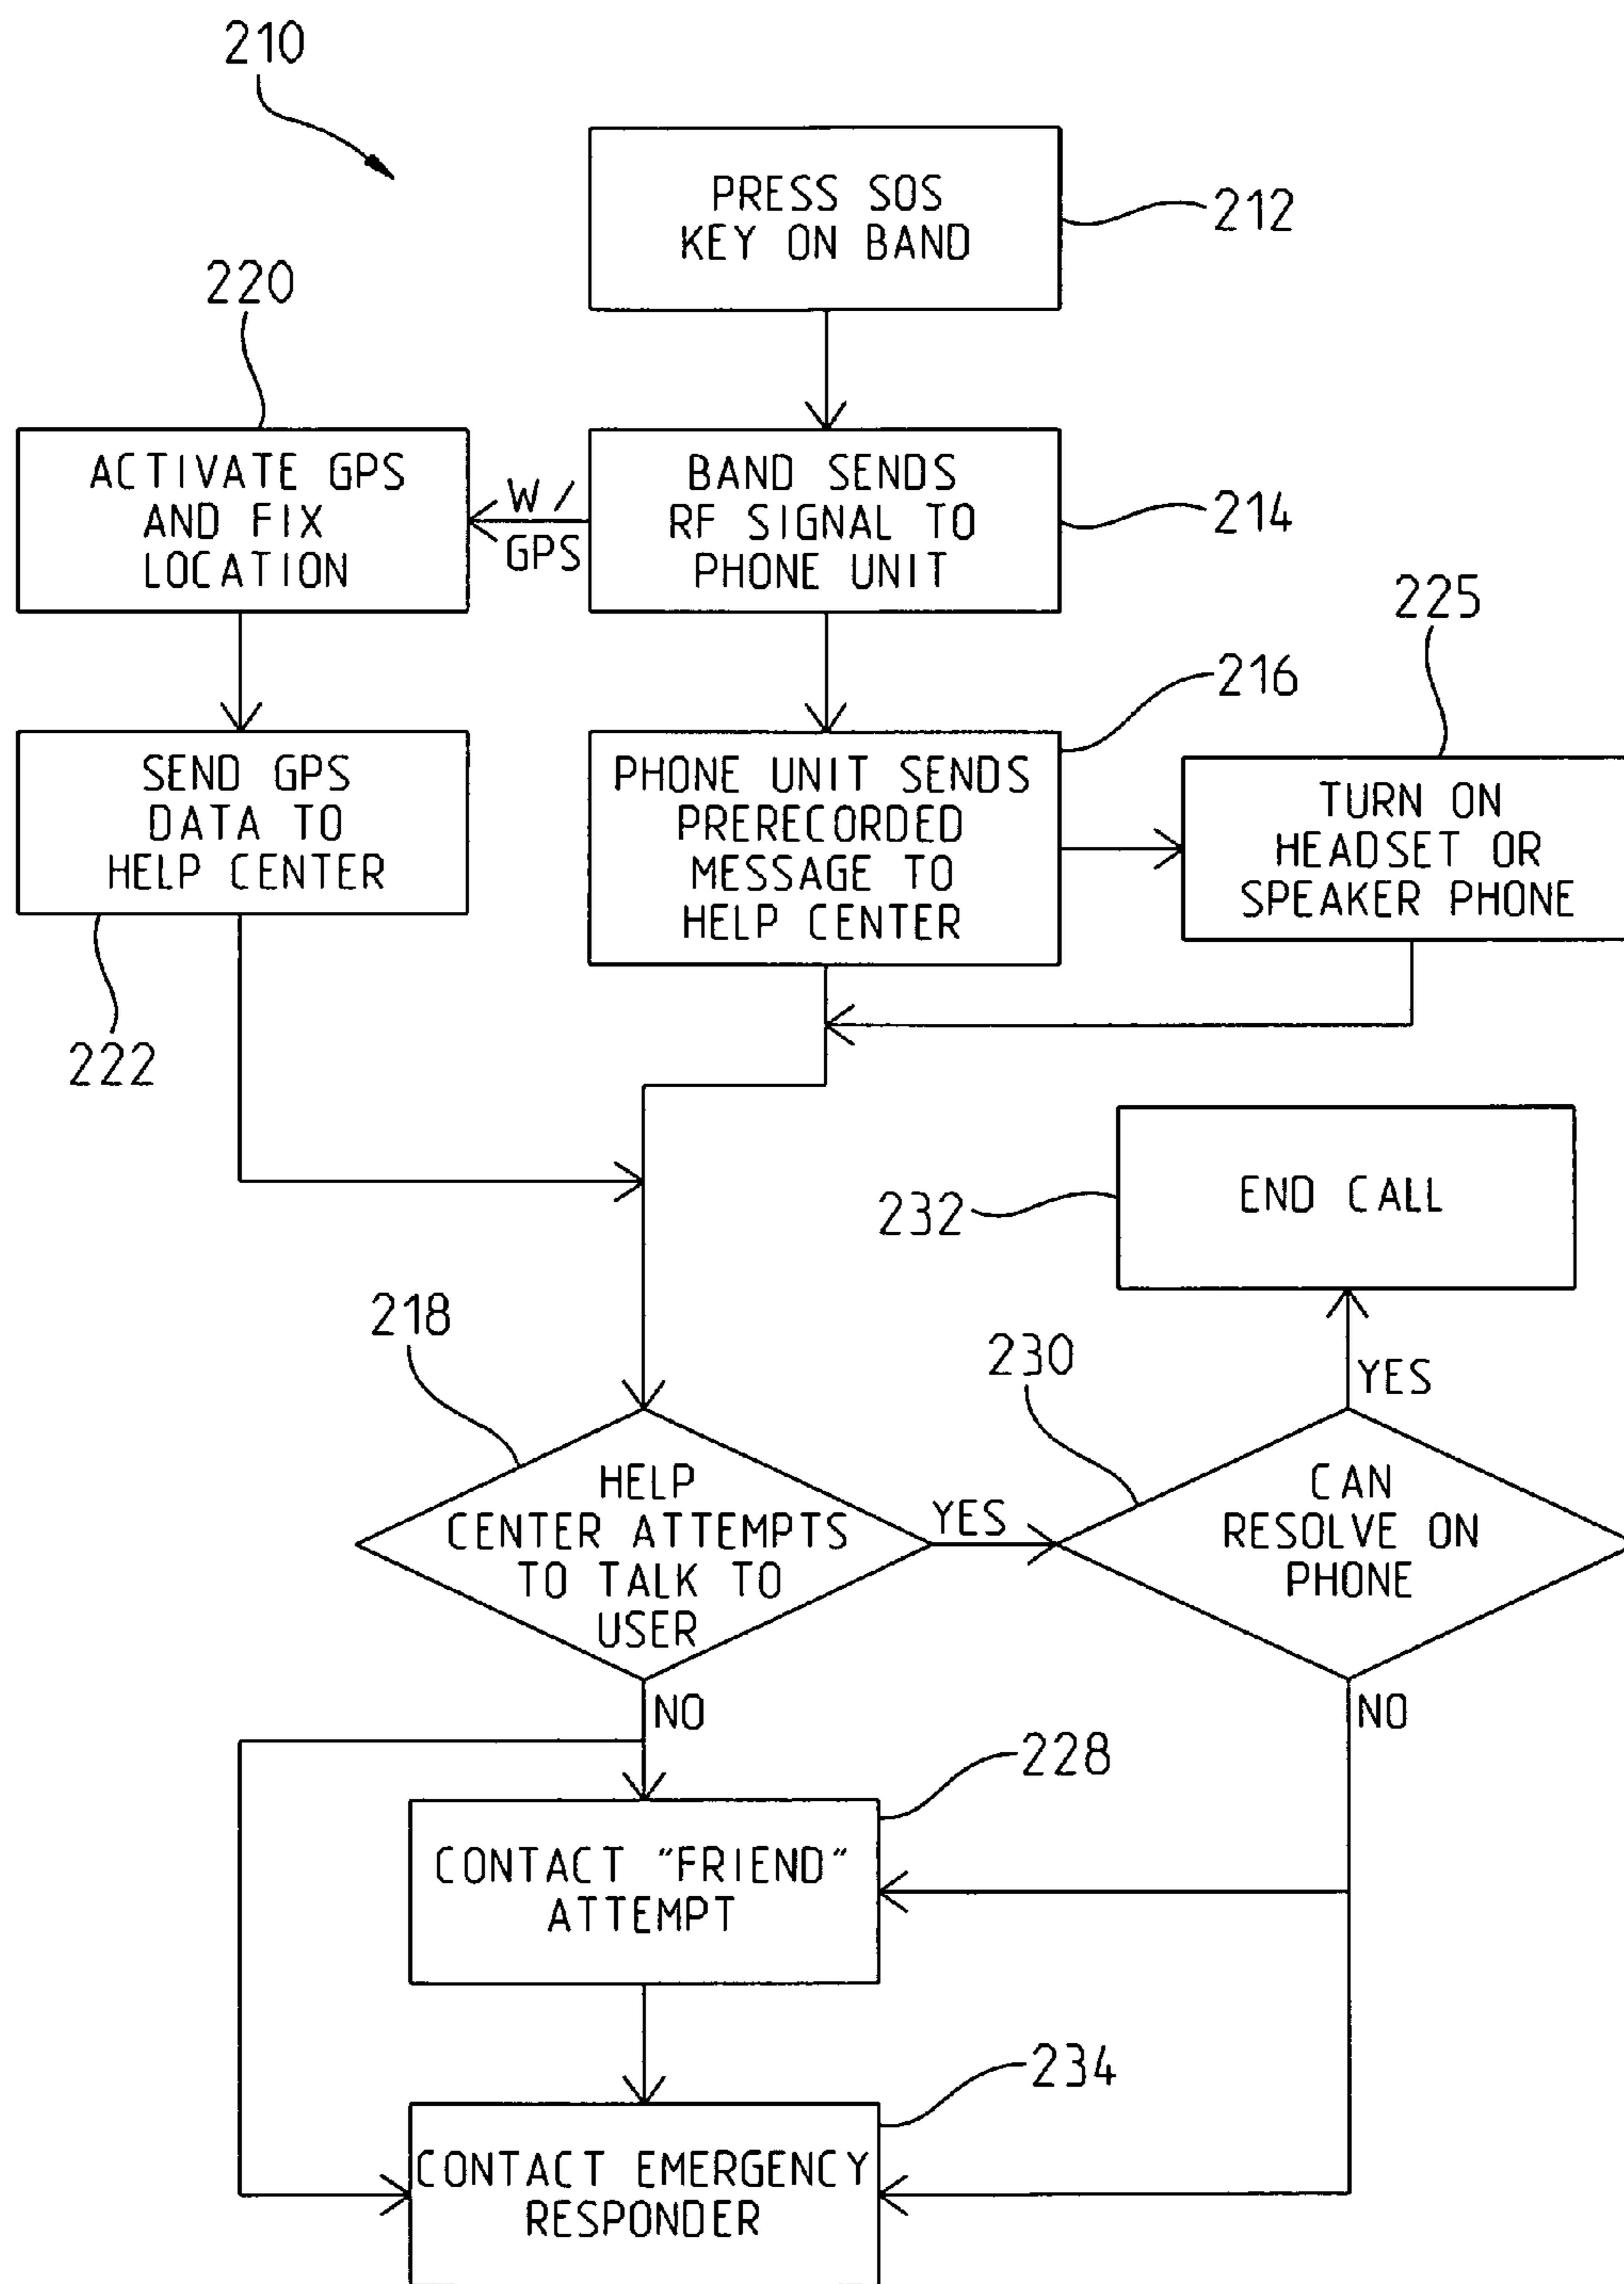 210
PRESS SOS
KEY ON BAND
212
220
ACTIVATE GPS
AND FIX
LOCATION
W/
GPS
BAND SENDS
RF SIGNAL TO
PHONE UNIT
214
225
216
SEND GPS
DATA TO
HELP CENTER
PHONE UNIT SENDS
PRERECORDED
MESSAGE TO
HELP CENTER
TURN ON
HEADSET OR
SPEAKER PHONE
222
END CALL
232
218
230
YES
HELP
CENTER ATTEMPTS
TO TALK TO
USER
YES
CAN
RESOLVE ON
PHONE
NO
NO
228
CONTACT "FRIEND"
ATTEMPT
234
CONTACT EMERGENCY
RESPONDER